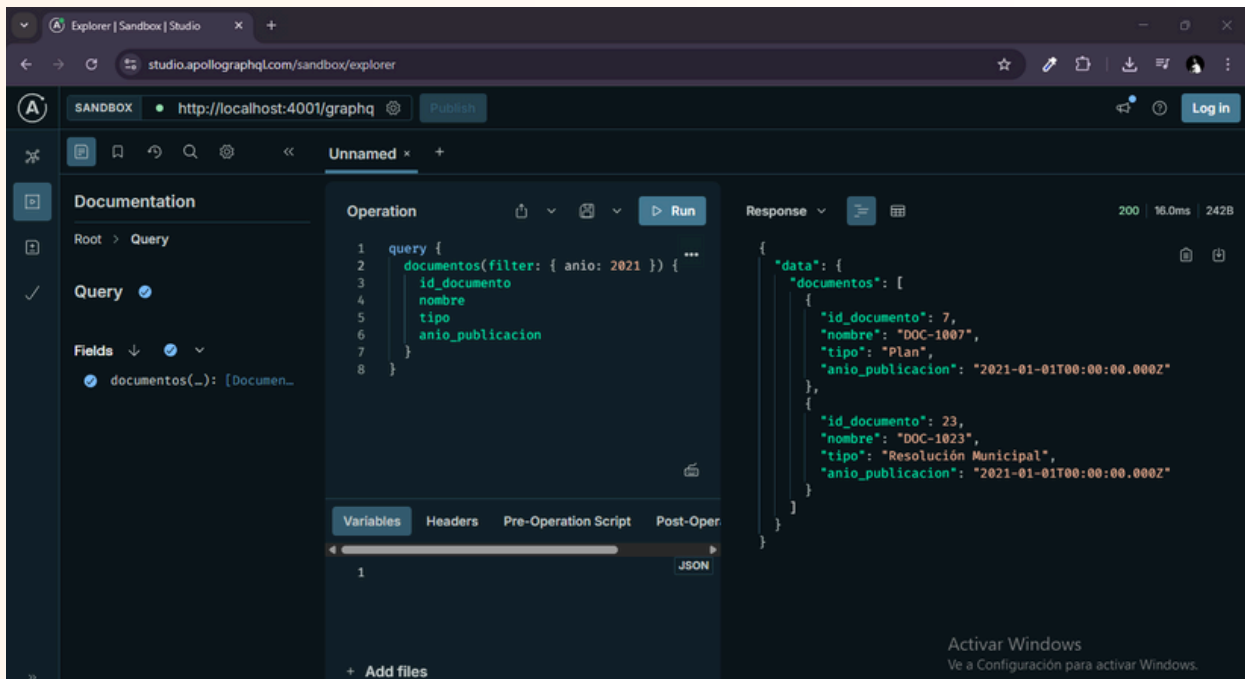 Explorer | Sandbox | Studio
studio.apollographql.com/sandbox/explorer
SANDBOX http://localhost:4001/graphq Publish Log in
Unnamed
Documentation
Root > Query
Query
Fields
documentos(…): [Documen…
Operation Run
1 query {
2 documentos(filter: { anio: 2021 }) {
3 id_documento
4 nombre
5 tipo
6 anio_publicacion
7 }
8 }
Variables Headers Pre-Operation Script Post-Oper
JSON
1
+ Add files
Response 200 16.0ms 242B
{
"data": {
"documentos": [
{
"id_documento": 7,
"nombre": "DOC-1007",
"tipo": "Plan",
"anio_publicacion": "2021-01-01T00:00:00.000Z"
},
{
"id_documento": 23,
"nombre": "DOC-1023",
"tipo": "Resolución Municipal",
"anio_publicacion": "2021-01-01T00:00:00.000Z"
}
]
}
}
Activar Windows
Ve a Configuración para activar Windows.